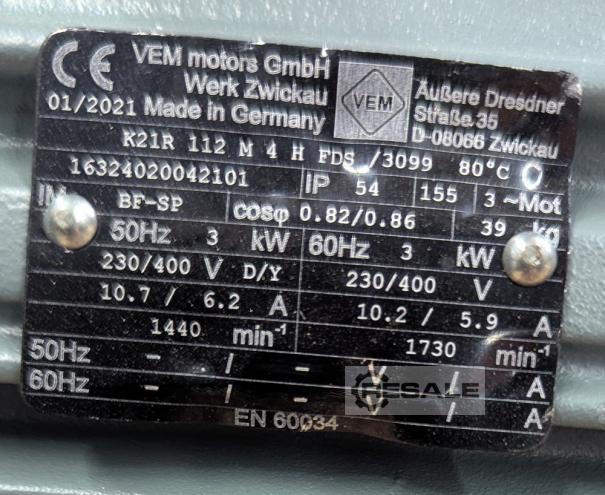 CE VEM motors GmbH
Werk Zwickau
01/2021 Made in Germany
VEM
Äußere Dresdner
Straße 35
D-08066 Zwickau
K21R 112 M 4 H FDS /3099 80°C
16324020042101 IP 54 155 3 ~Mot
IM BF-SP cosφ 0.82/0.86 39 kg
50Hz 3 kW 60Hz 3 kW
230/400 V D/Y 230/400 V
10.7 / 6.2 A 10.2 / 5.9 A
1440 min-1 1730 min-1
50Hz - / - V / A
60Hz - / - V / A
RESALE
EN 60034